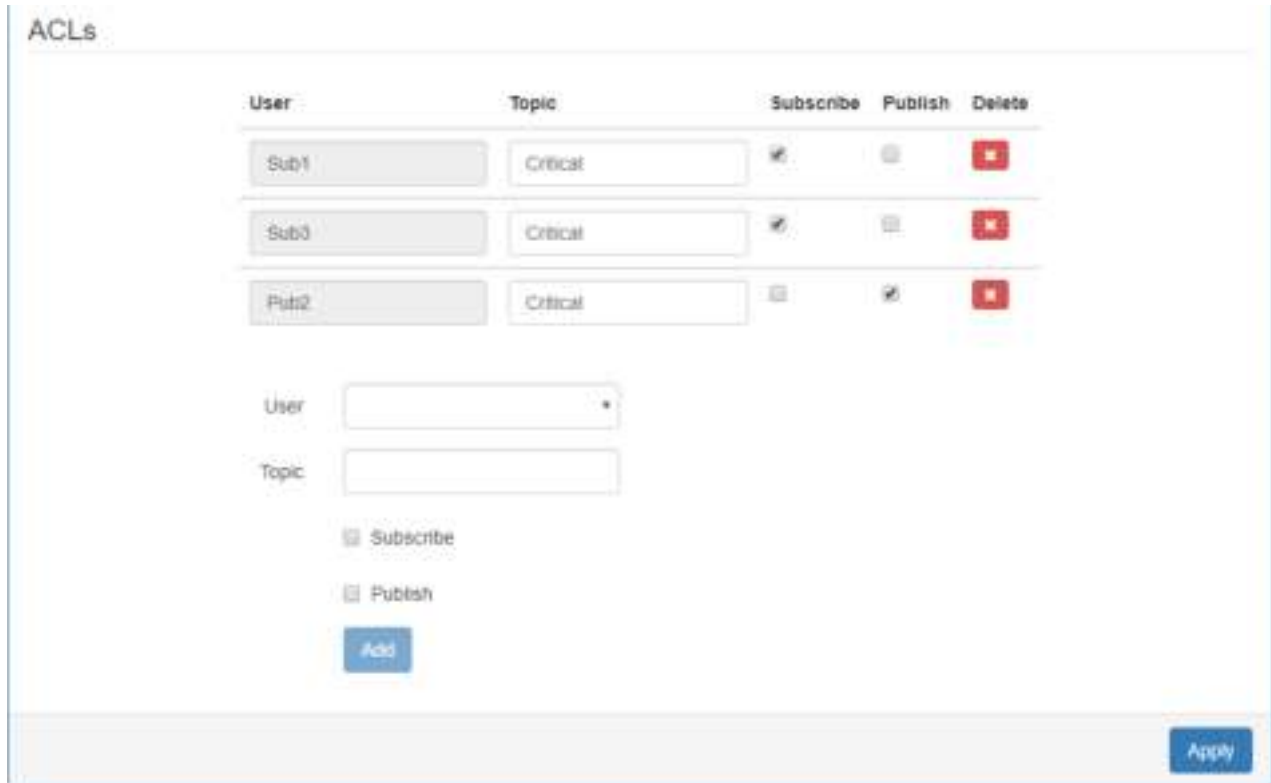 ACLs
User Topic Subscribe Publish Delete
Sub1 Critical
Sub3 Critical
Pub2 Critical
User
Topic
Subscribe
Publish
Add
Apply